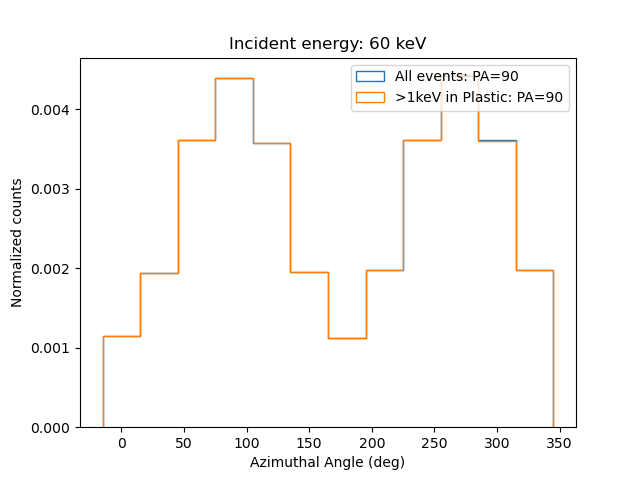 Incident energy: 60 keV
All events: PA=90
>1keV in Plastic: PA=90
0.004
0.003
0.002
0.001
0.000
Normalized counts
0 50 100 150 200 250 300 350
Azimuthal Angle (deg)